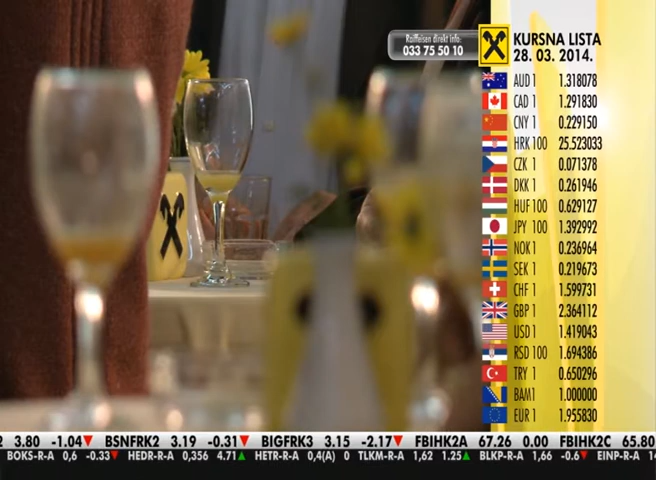 Raiffeisen direkt info:
033 75 50 10
KURSNA LISTA
28. 03. 2014.
AUD 1 1.318078
CAD 1 1.291830
CNY 1 0.229150
HRK 100 25.523033
CZK 1 0.071378
DKK 1 0.261946
HUF 100 0.629127
JPY 100 1.392992
NOK 1 0.236964
SEK 1 0.219673
CHF 1 1.599731
GBP 1 2.364112
USD 1 1.419043
RSD 100 1.694386
TRY 1 0.650296
BAM 1 1.000000
EUR 1 1.955830
2 3.80 -1.04 BSNFRK2 3.19 -0.31 BIGFRK3 3.15 -2.17 FBIHK2A 67.26 0.00 FBIHK2C 65.80
BOKS-R-A 0,6 -0.33 HEDR-R-A 0,356 4.71 HETR-R-A 0,4(A) 0 TLKM-R-A 1,62 1.25 BLKP-R-A 1,66 -0.6 EINP-R-A 14